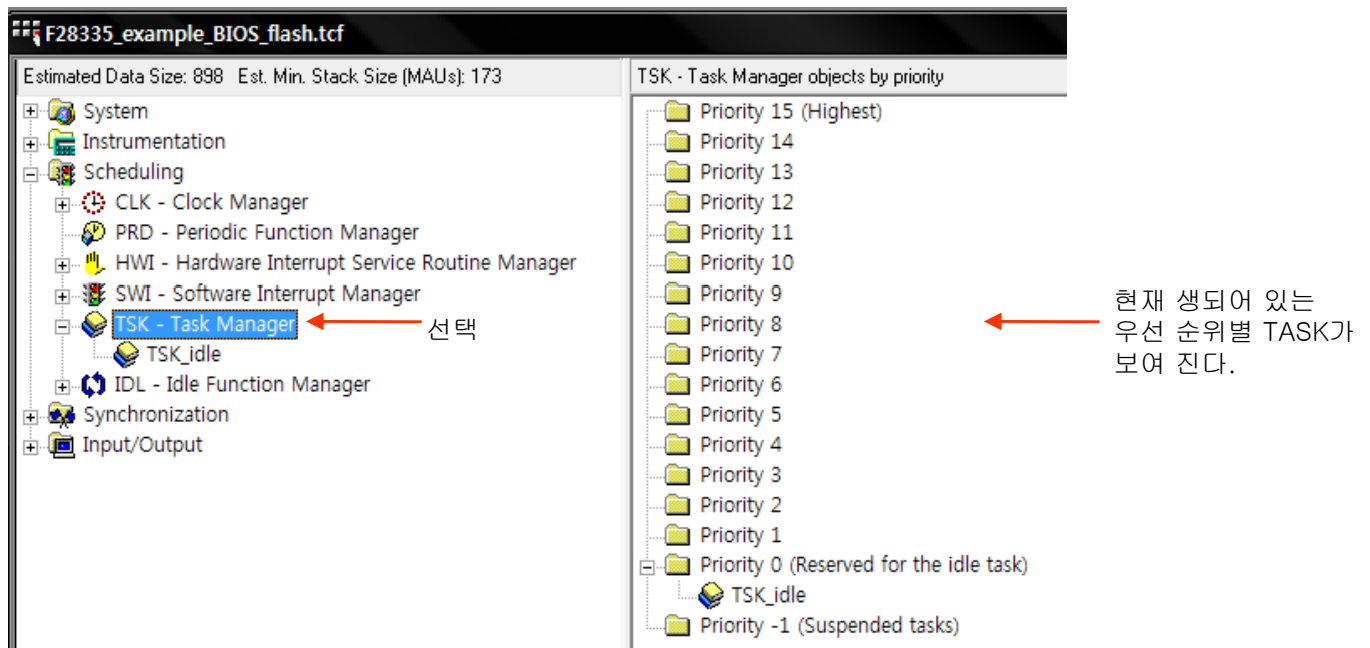 F28335_example_BIOS_flash.tcf
Estimated Data Size: 898 Est. Min. Stack Size (MAUs): 173
System
Instrumentation
Scheduling
CLK - Clock Manager
PRD - Periodic Function Manager
HWI - Hardware Interrupt Service Routine Manager
SWI - Software Interrupt Manager
TSK - Task Manager
선택
TSK_idle
IDL - Idle Function Manager
Synchronization
Input/Output
TSK - Task Manager objects by priority
Priority 15 (Highest)
Priority 14
Priority 13
Priority 12
Priority 11
Priority 10
Priority 9
Priority 8
Priority 7
Priority 6
Priority 5
Priority 4
Priority 3
Priority 2
Priority 1
Priority 0 (Reserved for the idle task)
TSK_idle
Priority -1 (Suspended tasks)
현재 생되어 있는
우선 순위별 TASK가
보여 진다.